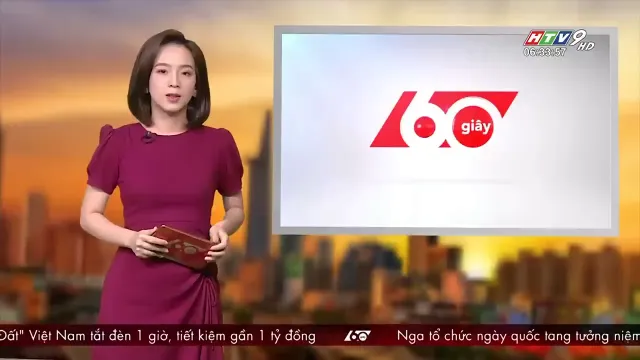 HTV9 HD
06:33:57
60 giây
Đất" Việt Nam tắt đèn 1 giờ, tiết kiệm gần 1 tỷ đồng 60 Nga tổ chức ngày quốc tang tưởng niệm